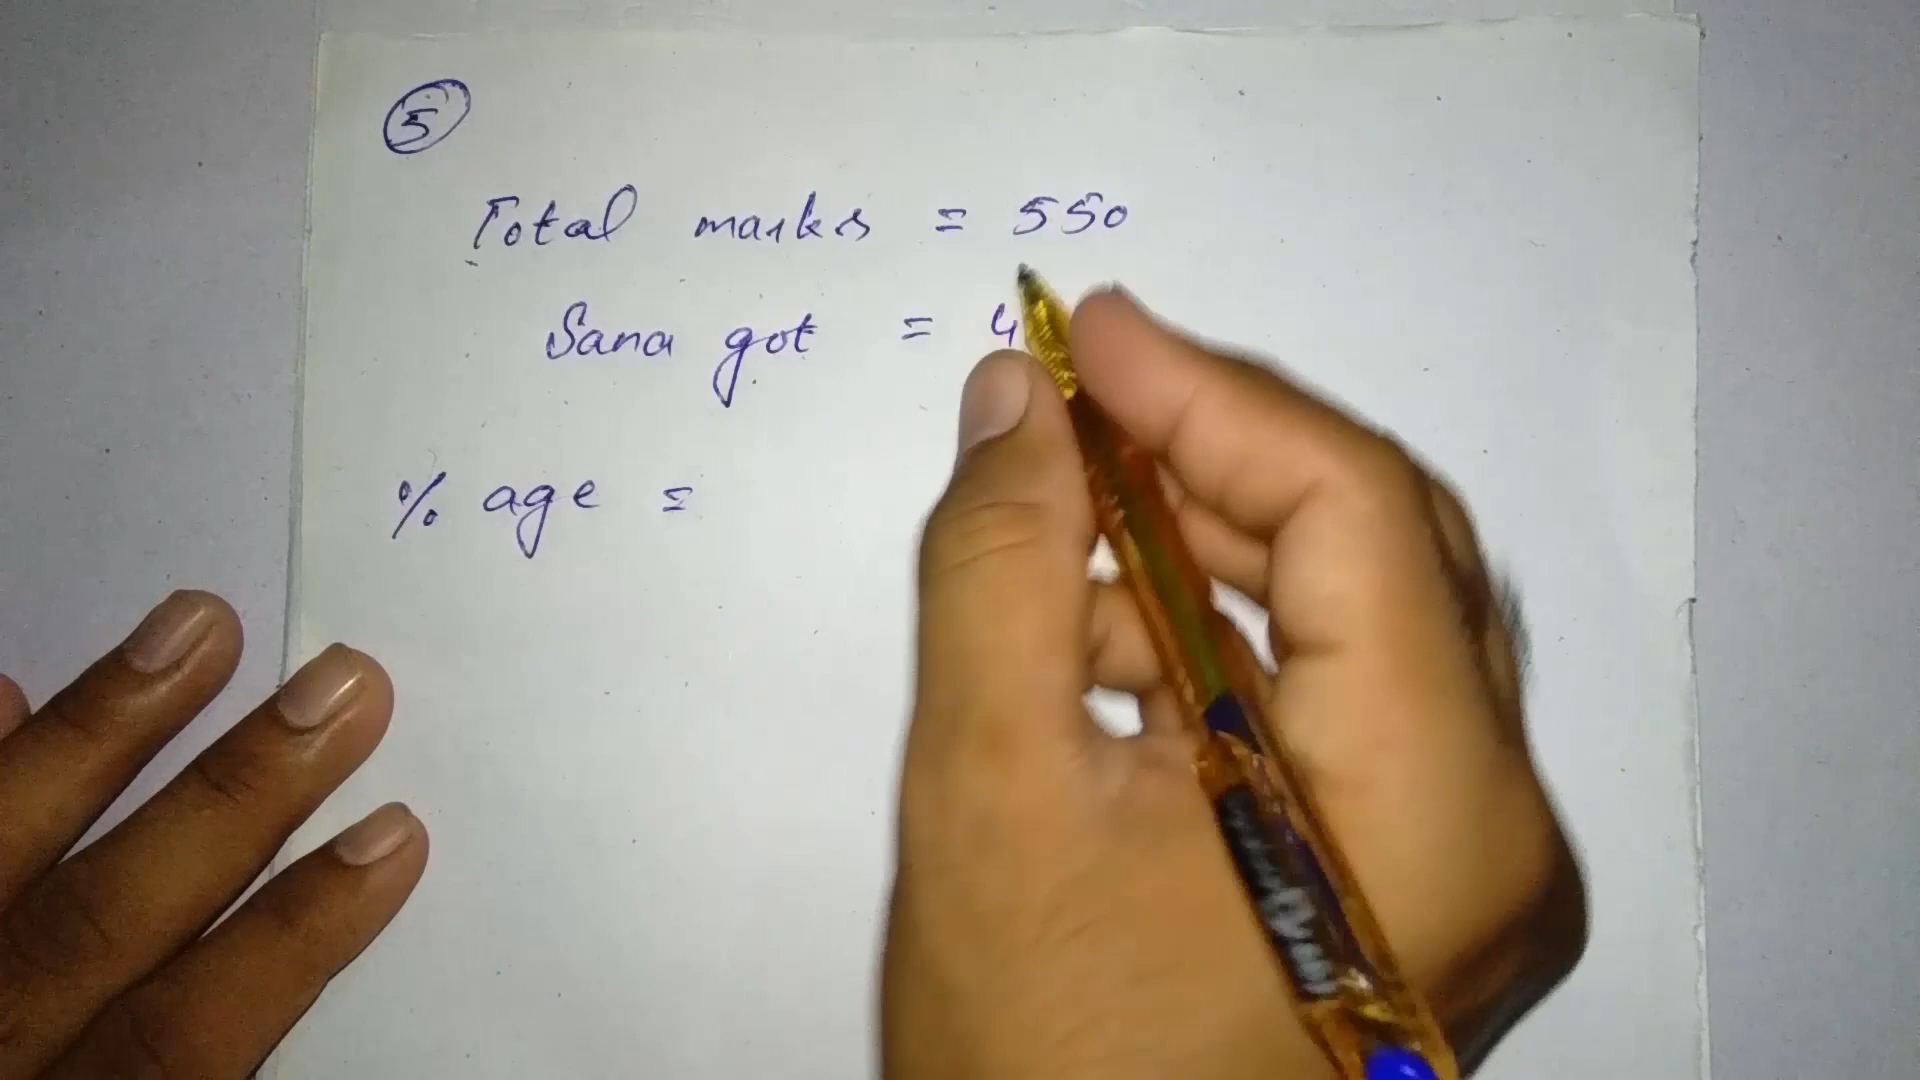 5
Total marks = 550
Sana got = 4
% age =